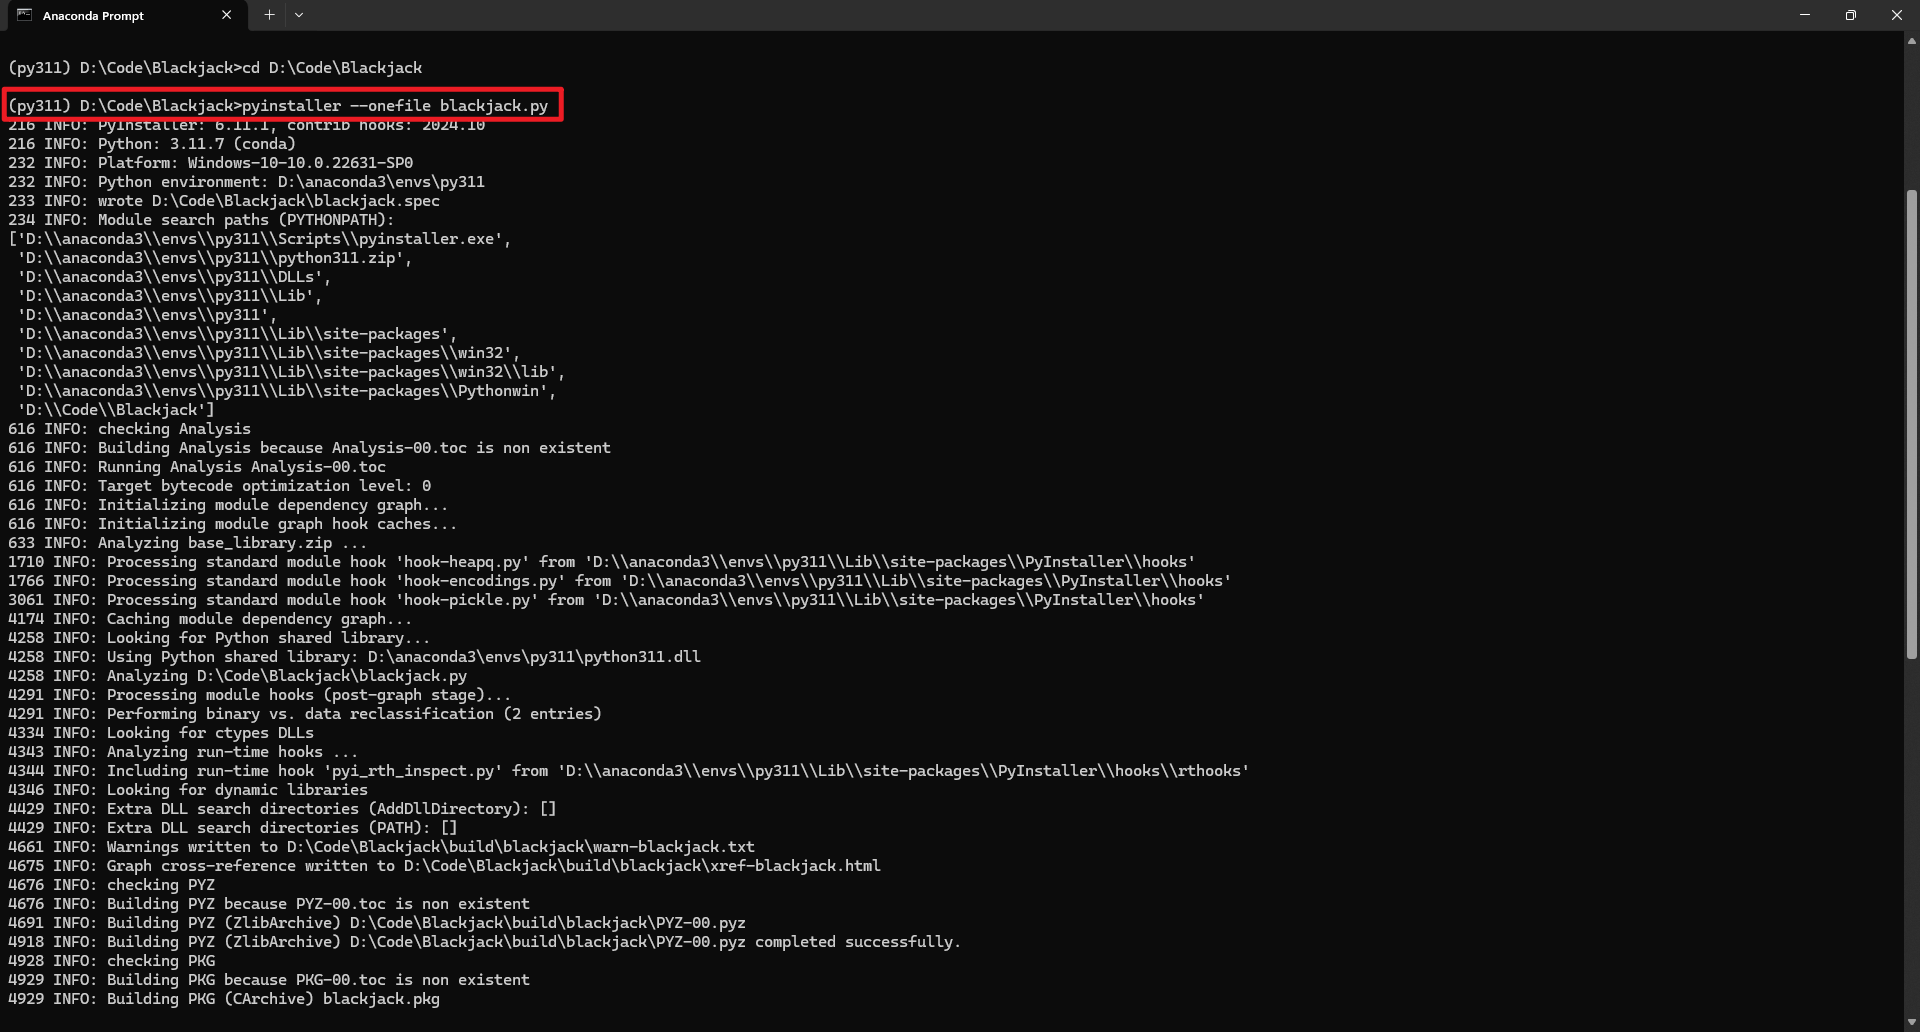 Anaconda Prompt
(py311) D:\Code\Blackjack>cd D:\Code\Blackjack
(py311) D:\Code\Blackjack>pyinstaller --onefile blackjack.py
216 INFO: PyInstaller: 6.11.1, contrib hooks: 2024.10
216 INFO: Python: 3.11.7 (conda)
232 INFO: Platform: Windows-10-10.0.22631-SP0
232 INFO: Python environment: D:\anaconda3\envs\py311
233 INFO: wrote D:\Code\Blackjack\blackjack.spec
234 INFO: Module search paths (PYTHONPATH):
['D:\\anaconda3\\envs\\py311\\Scripts\\pyinstaller.exe',
 'D:\\anaconda3\\envs\\py311\\python311.zip',
 'D:\\anaconda3\\envs\\py311\\DLLs',
 'D:\\anaconda3\\envs\\py311\\Lib',
 'D:\\anaconda3\\envs\\py311',
 'D:\\anaconda3\\envs\\py311\\Lib\\site-packages',
 'D:\\anaconda3\\envs\\py311\\Lib\\site-packages\\win32',
 'D:\\anaconda3\\envs\\py311\\Lib\\site-packages\\win32\\lib',
 'D:\\anaconda3\\envs\\py311\\Lib\\site-packages\\Pythonwin',
 'D:\\Code\\Blackjack']
616 INFO: checking Analysis
616 INFO: Building Analysis because Analysis-00.toc is non existent
616 INFO: Running Analysis Analysis-00.toc
616 INFO: Target bytecode optimization level: 0
616 INFO: Initializing module dependency graph...
616 INFO: Initializing module graph hook caches...
633 INFO: Analyzing base_library.zip ...
1710 INFO: Processing standard module hook 'hook-heapq.py' from 'D:\\anaconda3\\envs\\py311\\Lib\\site-packages\\PyInstaller\\hooks'
1766 INFO: Processing standard module hook 'hook-encodings.py' from 'D:\\anaconda3\\envs\\py311\\Lib\\site-packages\\PyInstaller\\hooks'
3061 INFO: Processing standard module hook 'hook-pickle.py' from 'D:\\anaconda3\\envs\\py311\\Lib\\site-packages\\PyInstaller\\hooks'
4174 INFO: Caching module dependency graph...
4258 INFO: Looking for Python shared library...
4258 INFO: Using Python shared library: D:\anaconda3\envs\py311\python311.dll
4258 INFO: Analyzing D:\Code\Blackjack\blackjack.py
4291 INFO: Processing module hooks (post-graph stage)...
4291 INFO: Performing binary vs. data reclassification (2 entries)
4334 INFO: Looking for ctypes DLLs
4343 INFO: Analyzing run-time hooks ...
4344 INFO: Including run-time hook 'pyi_rth_inspect.py' from 'D:\\anaconda3\\envs\\py311\\Lib\\site-packages\\PyInstaller\\hooks\\rthooks'
4346 INFO: Looking for dynamic libraries
4429 INFO: Extra DLL search directories (AddDllDirectory): []
4429 INFO: Extra DLL search directories (PATH): []
4661 INFO: Warnings written to D:\Code\Blackjack\build\blackjack\warn-blackjack.txt
4675 INFO: Graph cross-reference written to D:\Code\Blackjack\build\blackjack\xref-blackjack.html
4676 INFO: checking PYZ
4676 INFO: Building PYZ because PYZ-00.toc is non existent
4691 INFO: Building PYZ (ZlibArchive) D:\Code\Blackjack\build\blackjack\PYZ-00.pyz
4918 INFO: Building PYZ (ZlibArchive) D:\Code\Blackjack\build\blackjack\PYZ-00.pyz completed successfully.
4928 INFO: checking PKG
4929 INFO: Building PKG because PKG-00.toc is non existent
4929 INFO: Building PKG (CArchive) blackjack.pkg